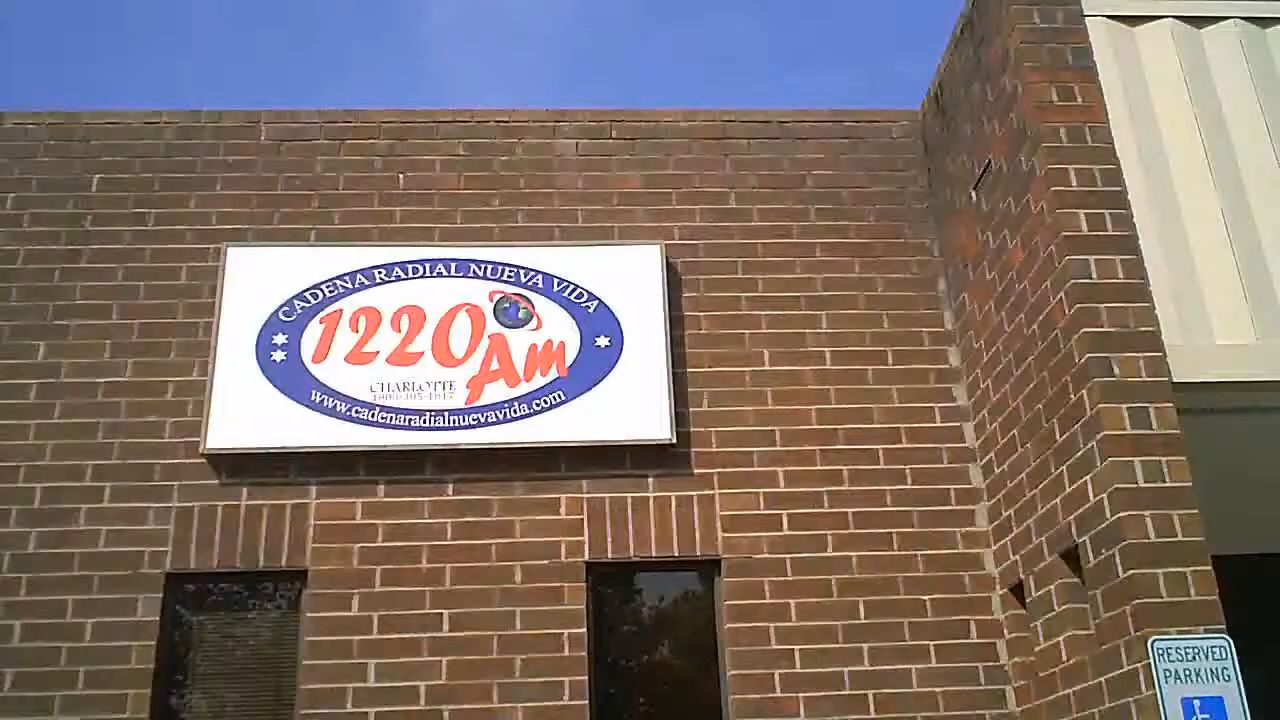 CADENA RADIAL NUEVA VIDA
1220
Am
CHARLOTTE
www.cadenaradialnuevavida.com
RESERVED
PARKING